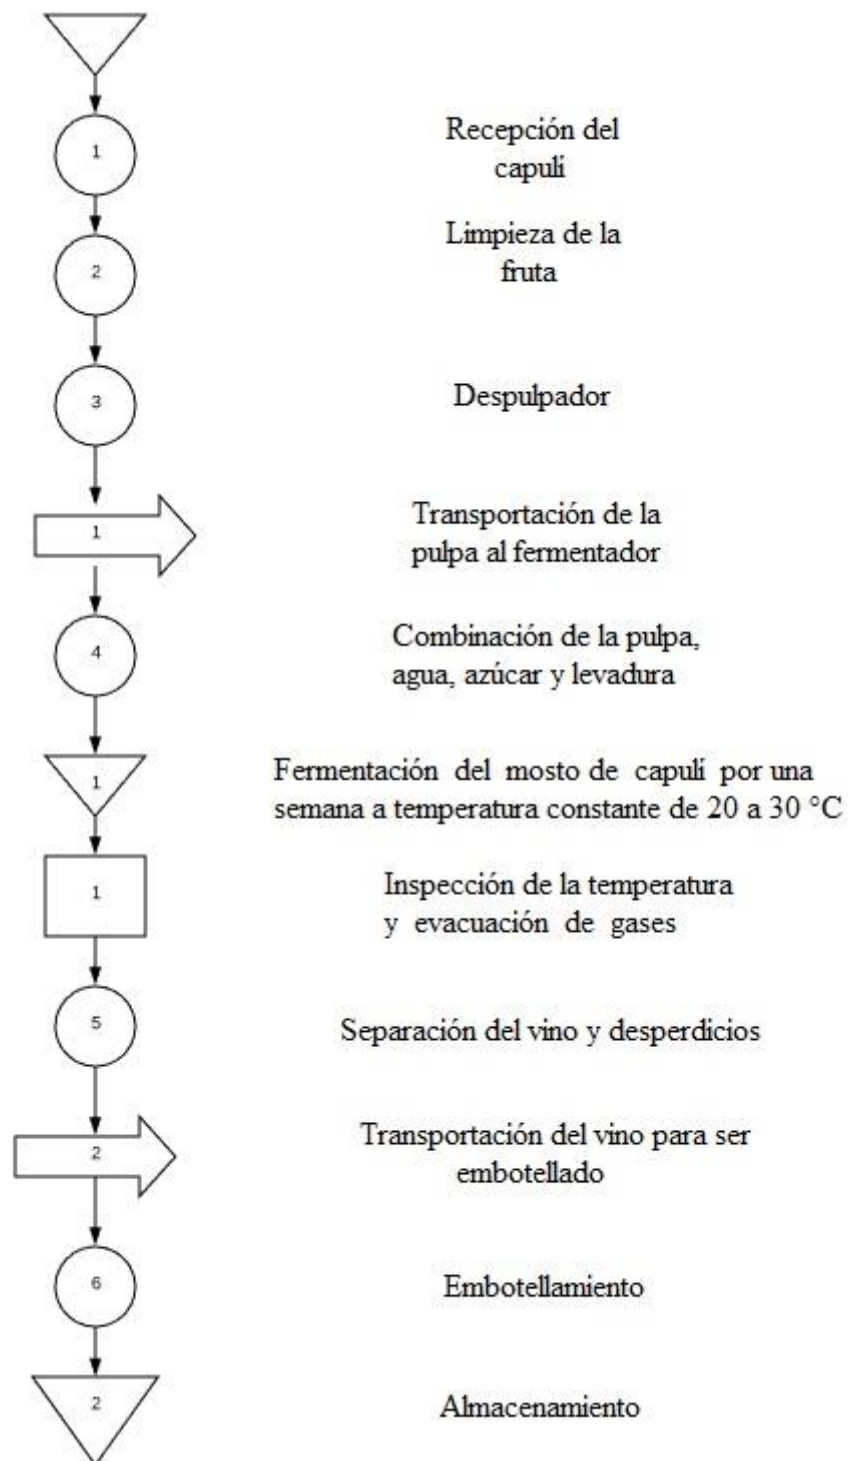 1
Recepción del
capulí
2
Limpieza de la
fruta
3
Despulpador
1
Transportación de la
pulpa al fermentador
4
Combinación de la pulpa,
agua, azúcar y levadura
1
Fermentación del mosto de capulí por una
semana a temperatura constante de 20 a 30 °C
1
Inspección de la temperatura
y evacuación de gases
5
Separación del vino y desperdicios
2
Transportación del vino para ser
embotellado
6
Embotellamiento
2
Almacenamiento